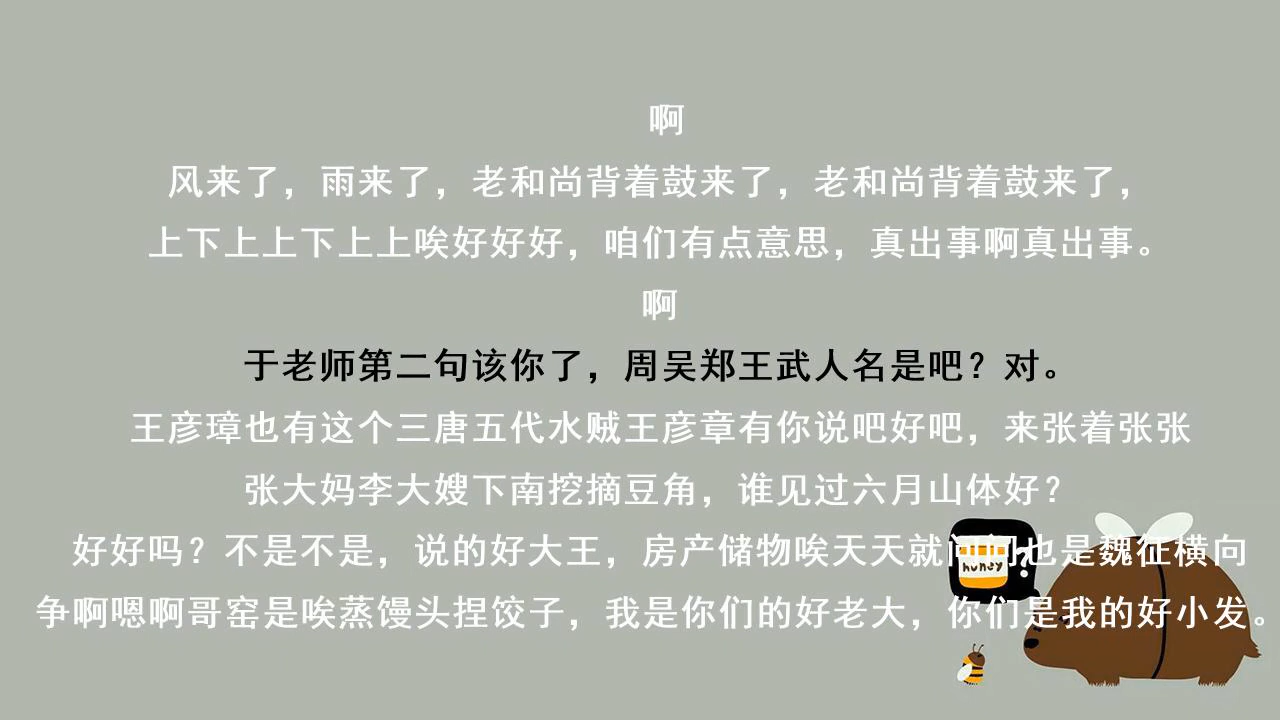 啊
风来了，雨来了，老和尚背着鼓来了，老和尚背着鼓来了，
上下上上下上上唉好好好，咱们有点意思，真出事啊真出事。
啊
于老师第二句该你了，周吴郑王武人名是吧？对。
王彦璋也有这个三唐五代水贼王彦章有你说吧好吧，来张着张张
张大妈李大嫂下南挖摘豆角，谁见过六月山体好？
好好吗？不是不是，说的好大王，房产储物唉天天就问问也是魏征横向
争啊嗯啊哥窑是唉蒸馒头捏饺子，我是你们的好老大，你们是我的好小发。
hunby
?